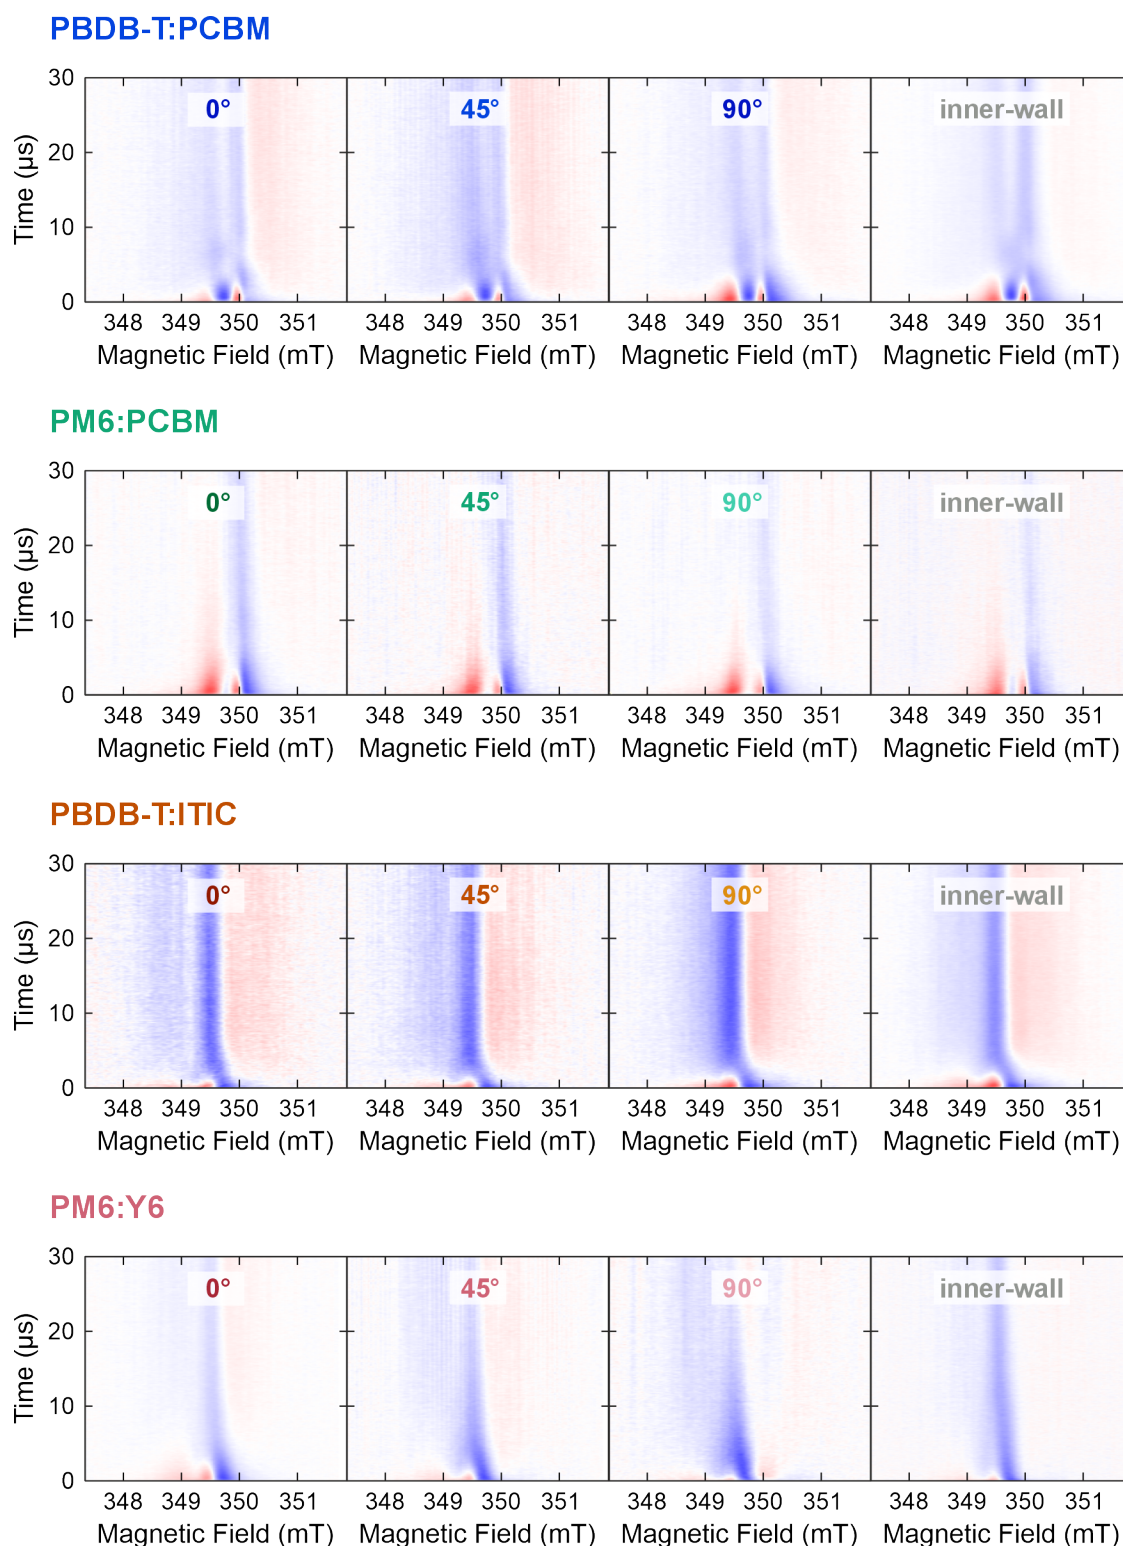 PBDB-T:PCBM
30
20
10
0
Time (µs)
0°
45°
90°
inner-wall
348 349 350 351 348 349 350 351 348 349 350 351 348 349 350 351
Magnetic Field (mT) Magnetic Field (mT) Magnetic Field (mT) Magnetic Field (mT)
PM6:PCBM
30
20
10
0
Time (µs)
0°
45°
90°
inner-wall
348 349 350 351 348 349 350 351 348 349 350 351 348 349 350 351
Magnetic Field (mT) Magnetic Field (mT) Magnetic Field (mT) Magnetic Field (mT)
PBDB-T:ITIC
30
20
10
0
Time (µs)
0°
45°
90°
inner-wall
348 349 350 351 348 349 350 351 348 349 350 351 348 349 350 351
Magnetic Field (mT) Magnetic Field (mT) Magnetic Field (mT) Magnetic Field (mT)
PM6:Y6
30
20
10
0
Time (µs)
0°
45°
90°
inner-wall
348 349 350 351 348 349 350 351 348 349 350 351 348 349 350 351
Magnetic Field (mT) Magnetic Field (mT) Magnetic Field (mT) Magnetic Field (mT)